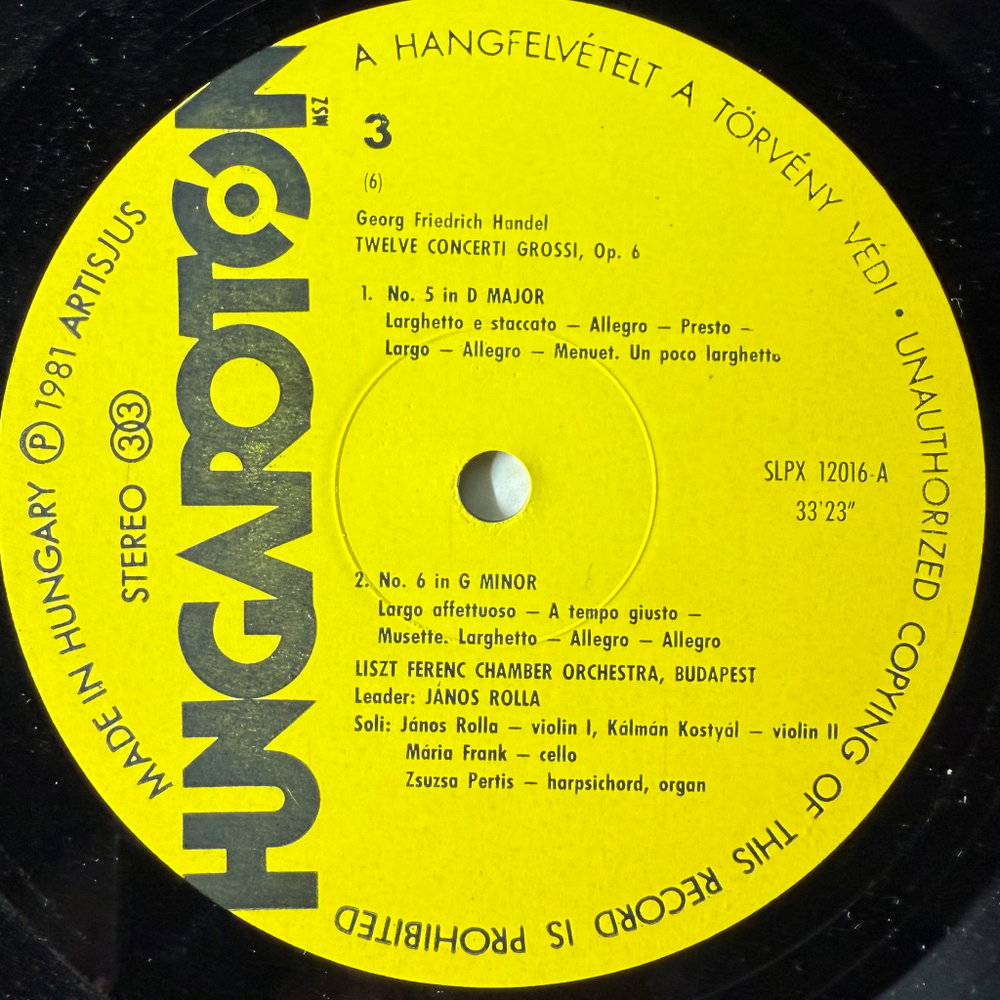 A HANGFELVÉTELT A TÖRVÉNY VÉDI • UNAUTHORIZED COPYING OF THIS RECORD IS PROHIBITED
MADE IN HUNGARY Ⓟ 1981 ARTISJUS
STEREO 33
HUNGAROTON
MSZ
3
(6)
Georg Friedrich Handel
TWELVE CONCERTI GROSSI, Op. 6
1. No. 5 in D MAJOR
Larghetto e staccato — Allegro — Presto —
Largo — Allegro — Menuet. Un poco larghetto
SLPX 12016-A
33'23"
2. No. 6 in G MINOR
Largo affettuoso — A tempo giusto —
Musette. Larghetto — Allegro — Allegro
LISZT FERENC CHAMBER ORCHESTRA, BUDAPEST
Leader: JÁNOS ROLLA
Soli: János Rolla — violin I, Kálmán Kostyál — violin II
Mária Frank — cello
Zsuzsa Pertis — harpsichord, organ